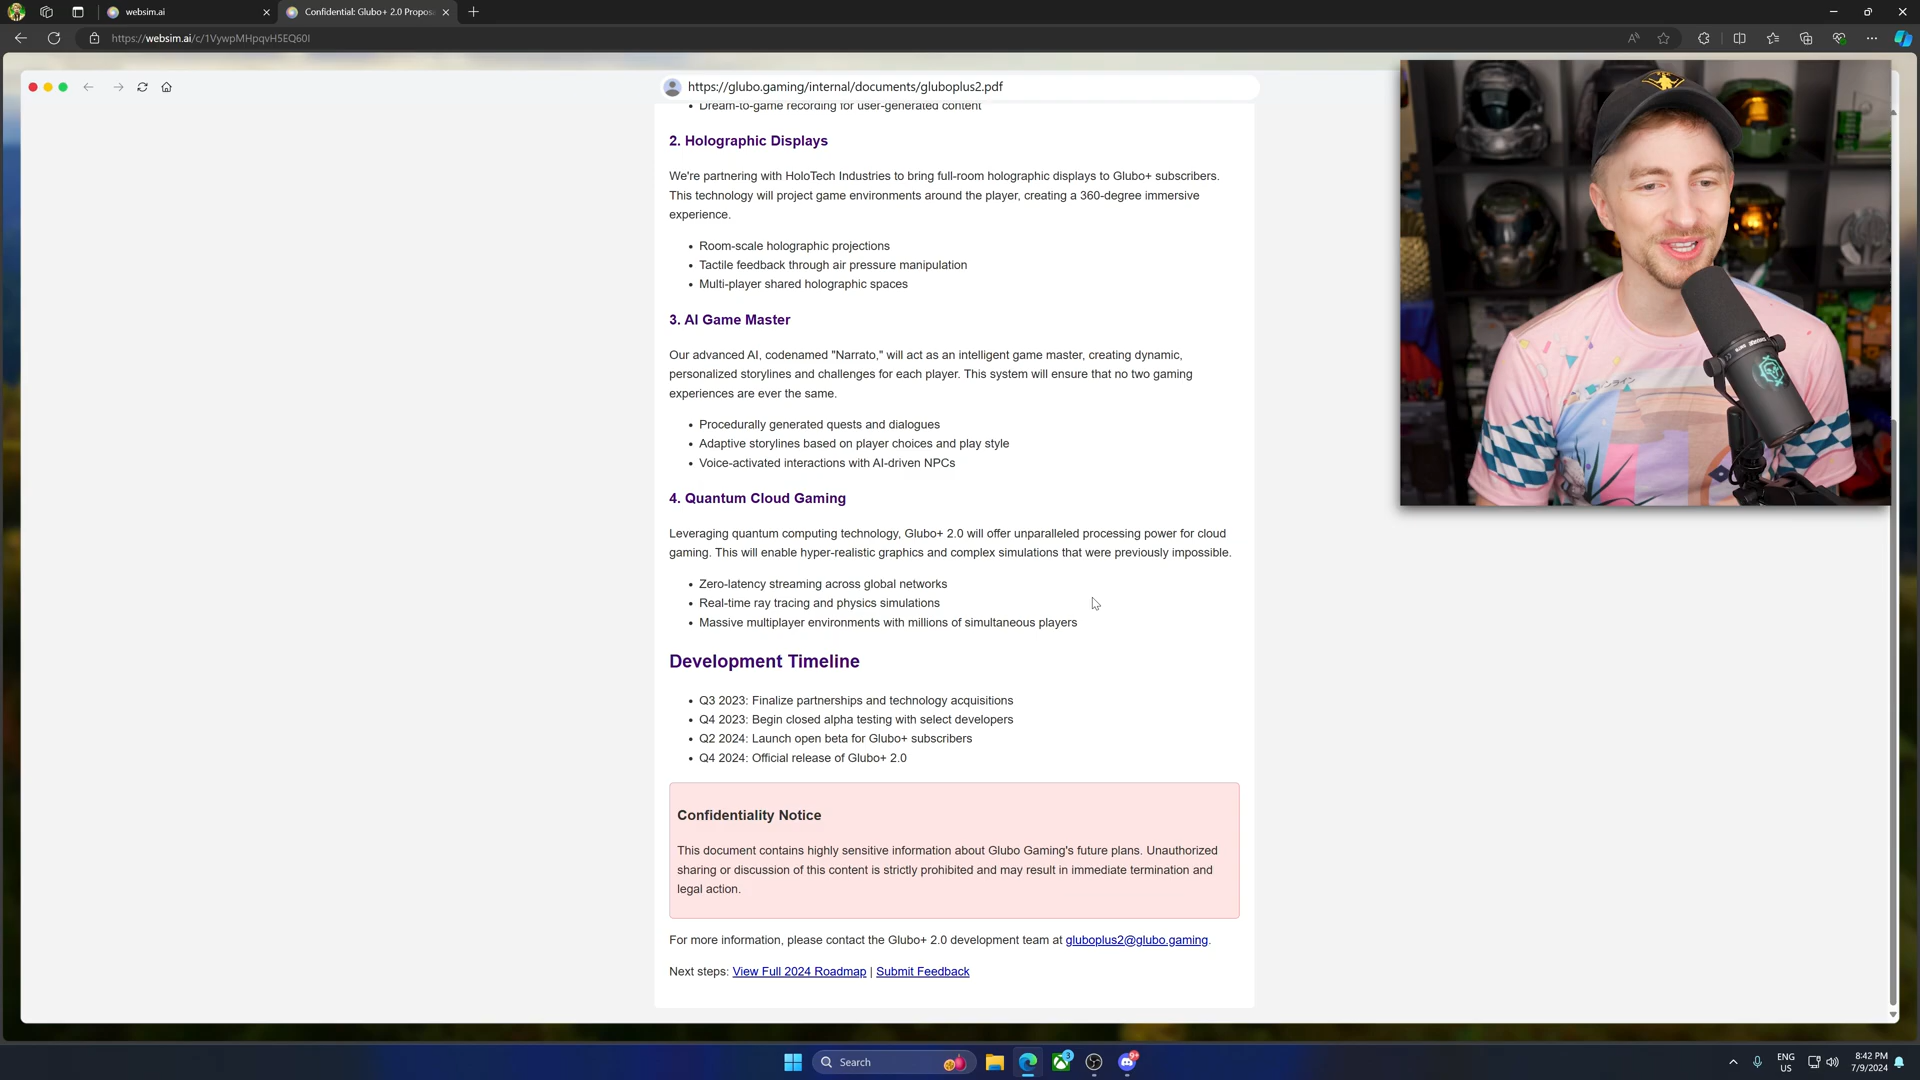 websim.ai
Confidential: Glubo+ 2.0 Propos
https://websim.ai/c/1VywpMHpqvH5EQ60I
https://glubo.gaming/internal/documents/gluboplus2.pdf
Dream-to-game recording for user-generated content
2. Holographic Displays
We're partnering with HoloTech Industries to bring full-room holographic displays to Glubo+ subscribers.
This technology will project game environments around the player, creating a 360-degree immersive
experience.
Room-scale holographic projections
Tactile feedback through air pressure manipulation
Multi-player shared holographic spaces
3. AI Game Master
Our advanced AI, codenamed "Narrato," will act as an intelligent game master, creating dynamic,
personalized storylines and challenges for each player. This system will ensure that no two gaming
experiences are ever the same.
Procedurally generated quests and dialogues
Adaptive storylines based on player choices and play style
Voice-activated interactions with AI-driven NPCs
4. Quantum Cloud Gaming
Leveraging quantum computing technology, Glubo+ 2.0 will offer unparalleled processing power for cloud
gaming. This will enable hyper-realistic graphics and complex simulations that were previously impossible.
Zero-latency streaming across global networks
Real-time ray tracing and physics simulations
Massive multiplayer environments with millions of simultaneous players
Development Timeline
Q3 2023: Finalize partnerships and technology acquisitions
Q4 2023: Begin closed alpha testing with select developers
Q2 2024: Launch open beta for Glubo+ subscribers
Q4 2024: Official release of Glubo+ 2.0
Confidentiality Notice
This document contains highly sensitive information about Glubo Gaming's future plans. Unauthorized
sharing or discussion of this content is strictly prohibited and may result in immediate termination and
legal action.
For more information, please contact the Glubo+ 2.0 development team at gluboplus2@glubo.gaming.
Next steps: View Full 2024 Roadmap | Submit Feedback
Search
3
9+
ENG
US
8:42 PM
7/9/2024